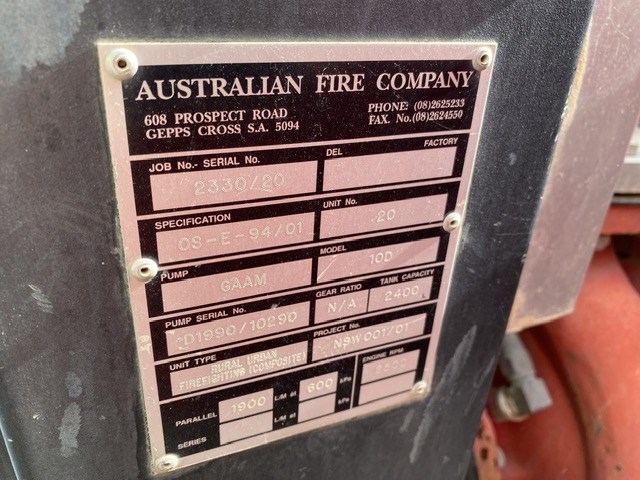 AUSTRALIAN FIRE COMPANY
608 PROSPECT ROAD
GEPPS CROSS S.A. 5094
PHONE: (08)2625233
FAX. No.(08)2624550
JOB No.- SERIAL No.
2330/20
DEL
FACTORY
SPECIFICATION
OS-E-94/01
UNIT No.
20
PUMP
GAAM
MODEL
10D
PUMP SERIAL No.
D1990/10290
GEAR RATIO
N/A
TANK CAPACITY
2400
UNIT TYPE
RURAL URBAN
FIREFIGHTING (COMPOSITE)
PROJECT No.
NSW001/01
ENGINE RPM
PARALLEL 1900 L/M at 600 kPa
SERIES L/M at kPa